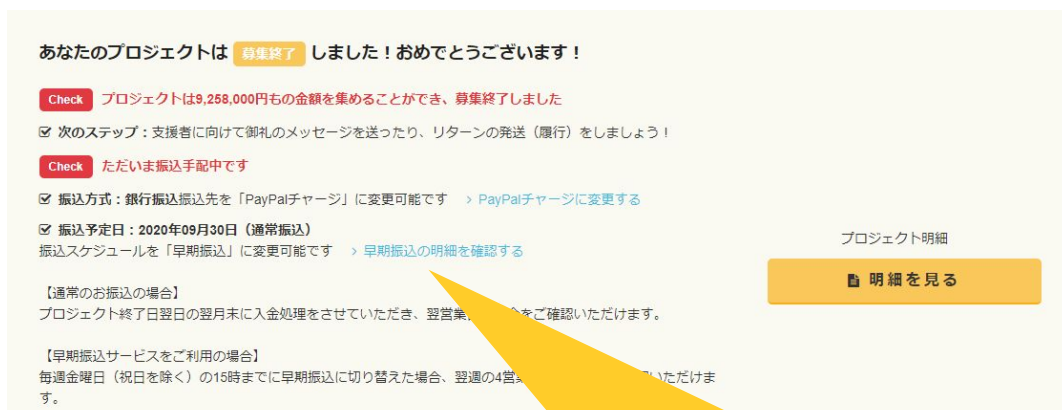 あなたのプロジェクトは 募集終了 しました！おめでとうございます！
Check プロジェクトは9,258,000円もの金額を集めることができ、募集終了しました
次のステップ：支援者に向けて御礼のメッセージを送ったり、リターンの発送（履行）をしましょう！
Check ただいま振込手配中です
振込方式：銀行振込振込先を「PayPalチャージ」に変更可能です > PayPalチャージに変更する
振込予定日：2020年09月30日（通常振込）
振込スケジュールを「早期振込」に変更可能です > 早期振込の明細を確認する
プロジェクト明細
明細を見る
【通常のお振込の場合】
プロジェクト終了日翌日の翌月末に入金処理をさせていただき、翌営業 をご確認いただけます。
【早期振込サービスをご利用の場合】
毎週金曜日（祝日を除く）の15時までに早期振込に切り替えた場合、翌週の4営 いただけま
す。